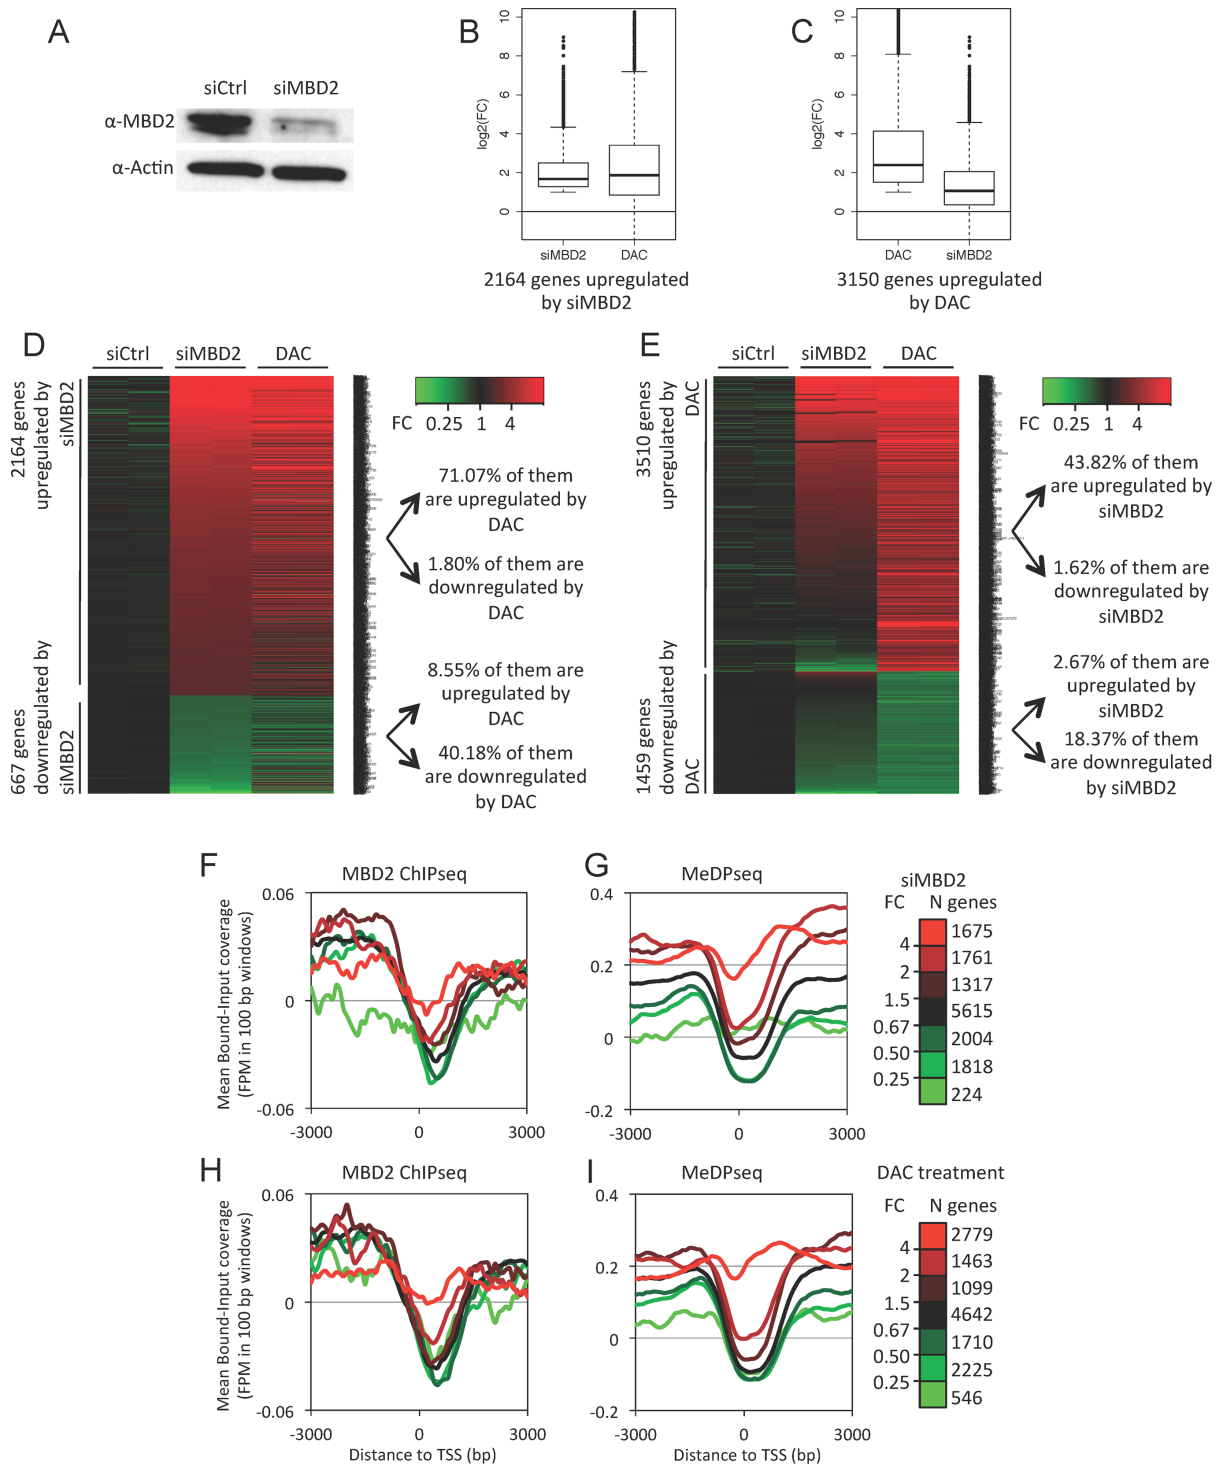 A
siCtrl siMBD2
α-MBD2
α-Actin
B
log2(FC)
10
8
6
4
2
0
siMBD2 DAC
2164 genes upregulated
by siMBD2
C
log2(FC)
10
8
6
4
2
0
DAC siMBD2
3150 genes upregulated
by DAC
D
siCtrl siMBD2 DAC
2164 genes
upregulated by
siMBD2
667 genes
downregulated by
siMBD2
FC 0.25 1 4
71.07% of them
are upregulated by
DAC
1.80% of them are
downregulated by
DAC
8.55% of them are
upregulated by
DAC
40.18% of them
are downregulated
by DAC
E
siCtrl siMBD2 DAC
3510 genes
upregulated by
DAC
1459 genes
downregulated by
DAC
FC 0.25 1 4
43.82% of them
are upregulated by
siMBD2
1.62% of them are
downregulated by
siMBD2
2.67% of them are
upregulated by
siMBD2
18.37% of them
are downregulated
by siMBD2
F
MBD2 ChIPseq
Mean Bound-Input coverage
(FPM in 100 bp windows)
0.06
0
-0.06
-3000 0 3000
G
MeDPseq
0.4
0.2
0
-0.2
-3000 0 3000
siMBD2
FC N genes
1675
4
1761
2
1317
1.5
5615
0.67
2004
0.50
1818
0.25
224
H
MBD2 ChIPseq
Mean Bound-Input coverage
(FPM in 100 bp windows)
0.06
0
-0.06
-3000 0 3000
Distance to TSS (bp)
I
MeDPseq
0.4
0.2
0
-0.2
-3000 0 3000
Distance to TSS (bp)
DAC treatment
FC N genes
2779
4
1463
2
1099
1.5
4642
0.67
1710
0.50
2225
0.25
546